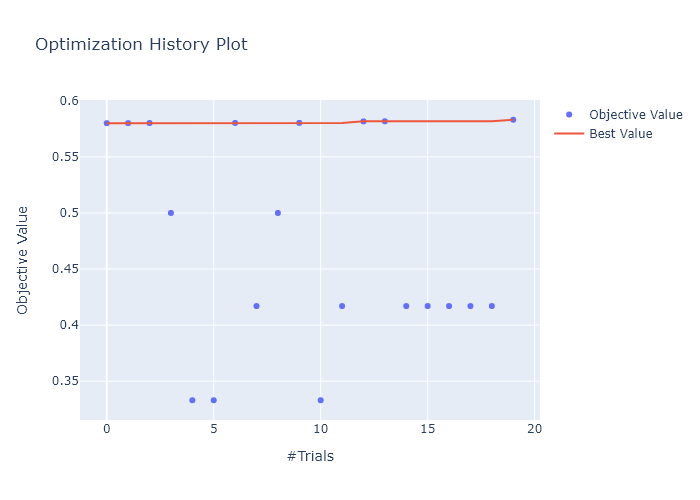 Optimization History Plot
0.6
0.55
0.5
0.45
0.4
0.35
Objective Value
0
5
10
15
20
#Trials
Objective Value
Best Value